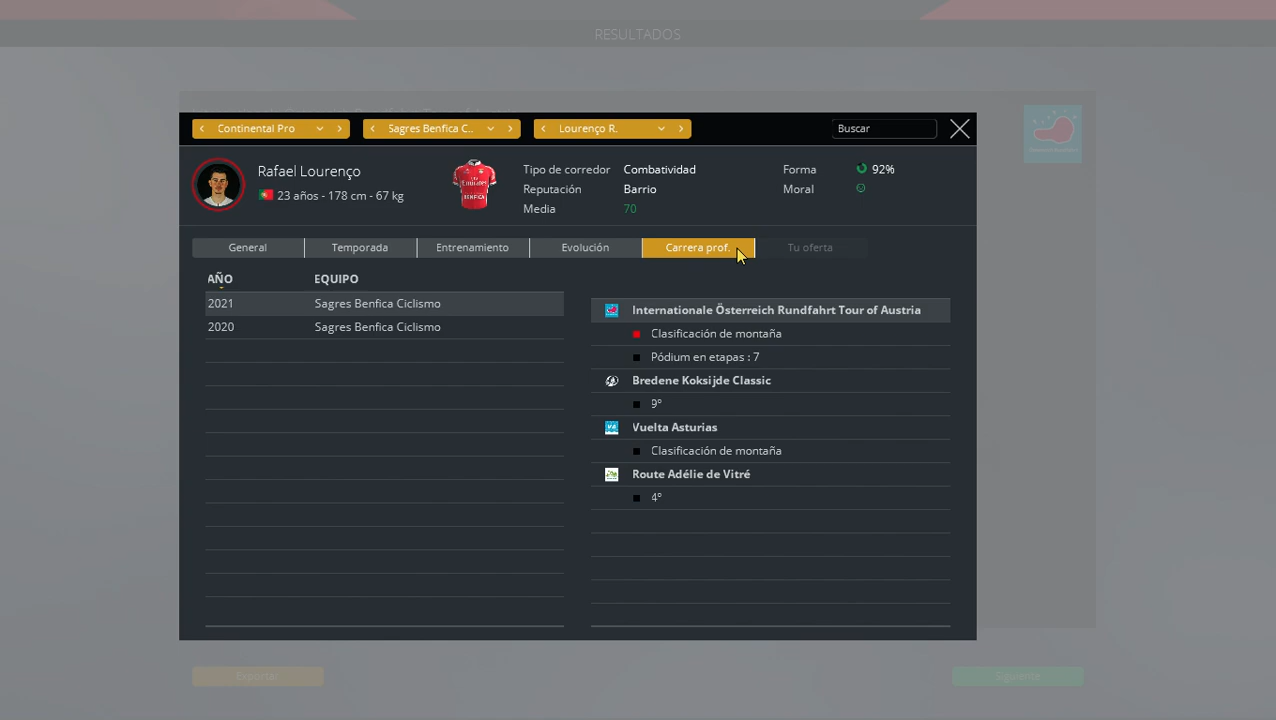 RESULTADOS
Continental Pro
Sagres Benfica C..
Lourenço R.
Buscar
Rafael Lourenço
23 años - 178 cm - 67 kg
Tipo de corredor
Combatividad
Reputación
Barrio
Media
70
Forma
92%
Moral
General
Temporada
Entrenamiento
Evolución
Carrera prof.
Tu oferta
AÑO
EQUIPO
2021
Sagres Benfica Ciclismo
2020
Sagres Benfica Ciclismo
Internationale Österreich Rundfahrt Tour of Austria
Clasificación de montaña
Pódium en etapas : 7
Bredene Koksijde Classic
9º
Vuelta Asturias
Clasificación de montaña
Route Adélie de Vitré
4º
Exportar
Siguiente